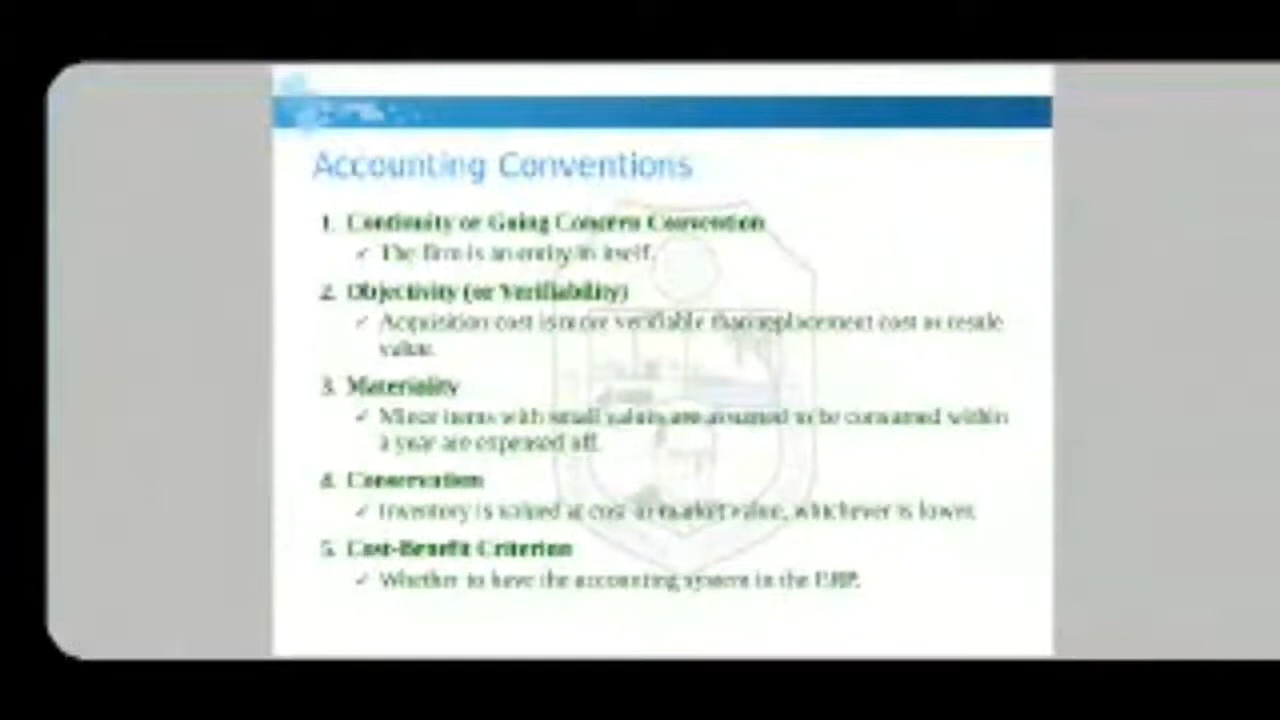 Accounting Conventions
1. Continuity or Going Concern Convention
✓ The firm is an entity in itself.
2. Objectivity (or Verifiability)
✓ Acquisition cost is more verifiable than replacement cost or resale
value.
3. Materiality
✓ Minor items with small values are assumed to be consumed within
a year are expensed off.
4. Conservation
✓ Inventory is valued at cost or market value, whichever is lower.
5. Cost-Benefit Criterion
✓ Whether to have the accounting system in the ERP.